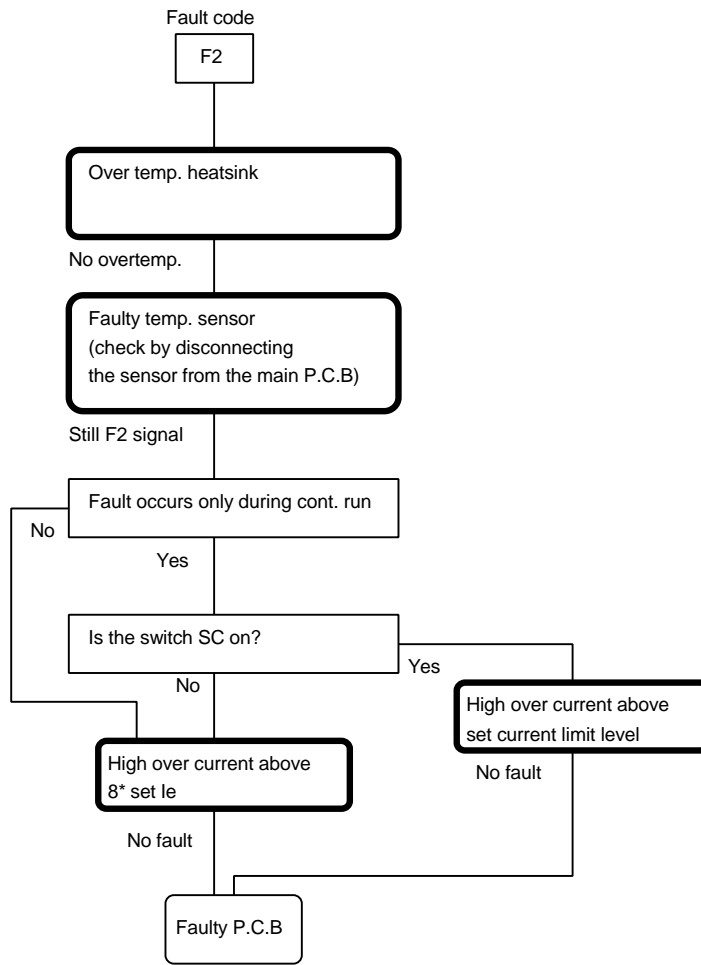 Fault code
F2
Over temp. heatsink
No overtemp.
Faulty temp. sensor
(check by disconnecting
the sensor from the main P.C.B)
Still F2 signal
Fault occurs only during cont. run
No
Yes
Is the switch SC on?
Yes
No
High over current above
set current limit level
High over current above
8* set Ie
No fault
No fault
Faulty P.C.B